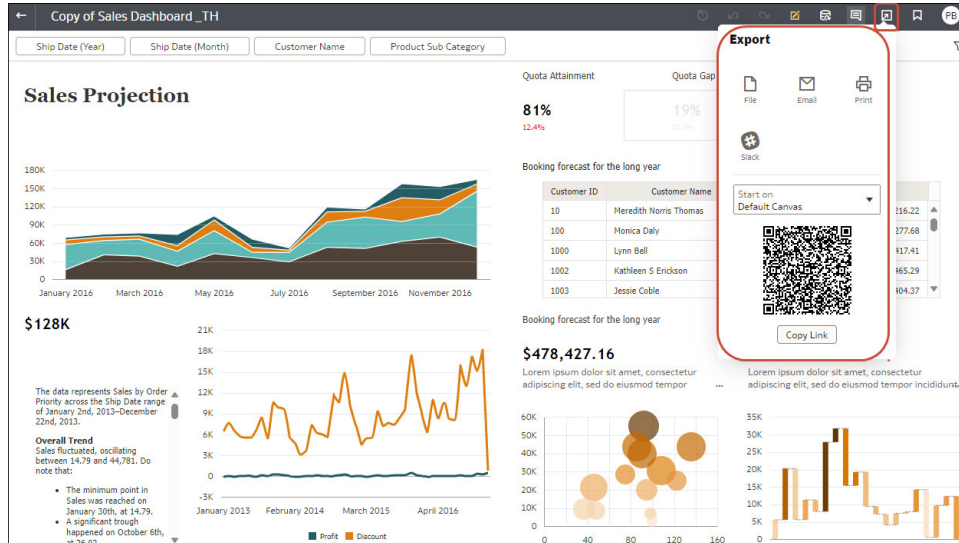 Copy of Sales Dashboard _TH
PB
Ship Date (Year)
Ship Date (Month)
Customer Name
Product Sub Category
Export
File
Email
Print
Slack
Start on
Default Canvas
Copy Link
Sales Projection
180K
150K
120K
90K
60K
30K
0
January 2016
March 2016
May 2016
July 2016
September 2016
November 2016
Quota Attainment
Quota Gap
81%
12.4%
19%
12.4%
Booking forecast for the long year
Customer ID
Customer Name
10
Meredith Norris Thomas
216.22
100
Monica Daly
277.68
1000
Lynn Bell
417.41
1002
Kathleen S Erickson
465.29
1003
Jessie Coble
404.37
$128K
The data represents Sales by Order
Priority across the Ship Date range
of January 2nd, 2013–December
22nd, 2013.
Overall Trend
Sales fluctuated, oscillating
between 14.79 and 44,781. Do
note that:
• The minimum point in
Sales was reached on
January 30th, at 14.79.
• A significant trough
happened on October 6th,
at 26.92
21K
18K
15K
12K
9K
6K
3K
0
-3K
January 2013
February 2014
March 2015
April 2016
Profit
Discount
Booking forecast for the long year
$478,427.16
Lorem ipsum dolor sit amet, consectetur
adipiscing elit, sed do eiusmod tempor ...
Lorem ipsum dolor sit amet, consectetur
adipiscing elit, sed do eiusmod tempor incididunt
60K
50K
40K
30K
20K
10K
0
0
40
80
120
160
35K
30K
25K
20K
15K
10K
5K
0